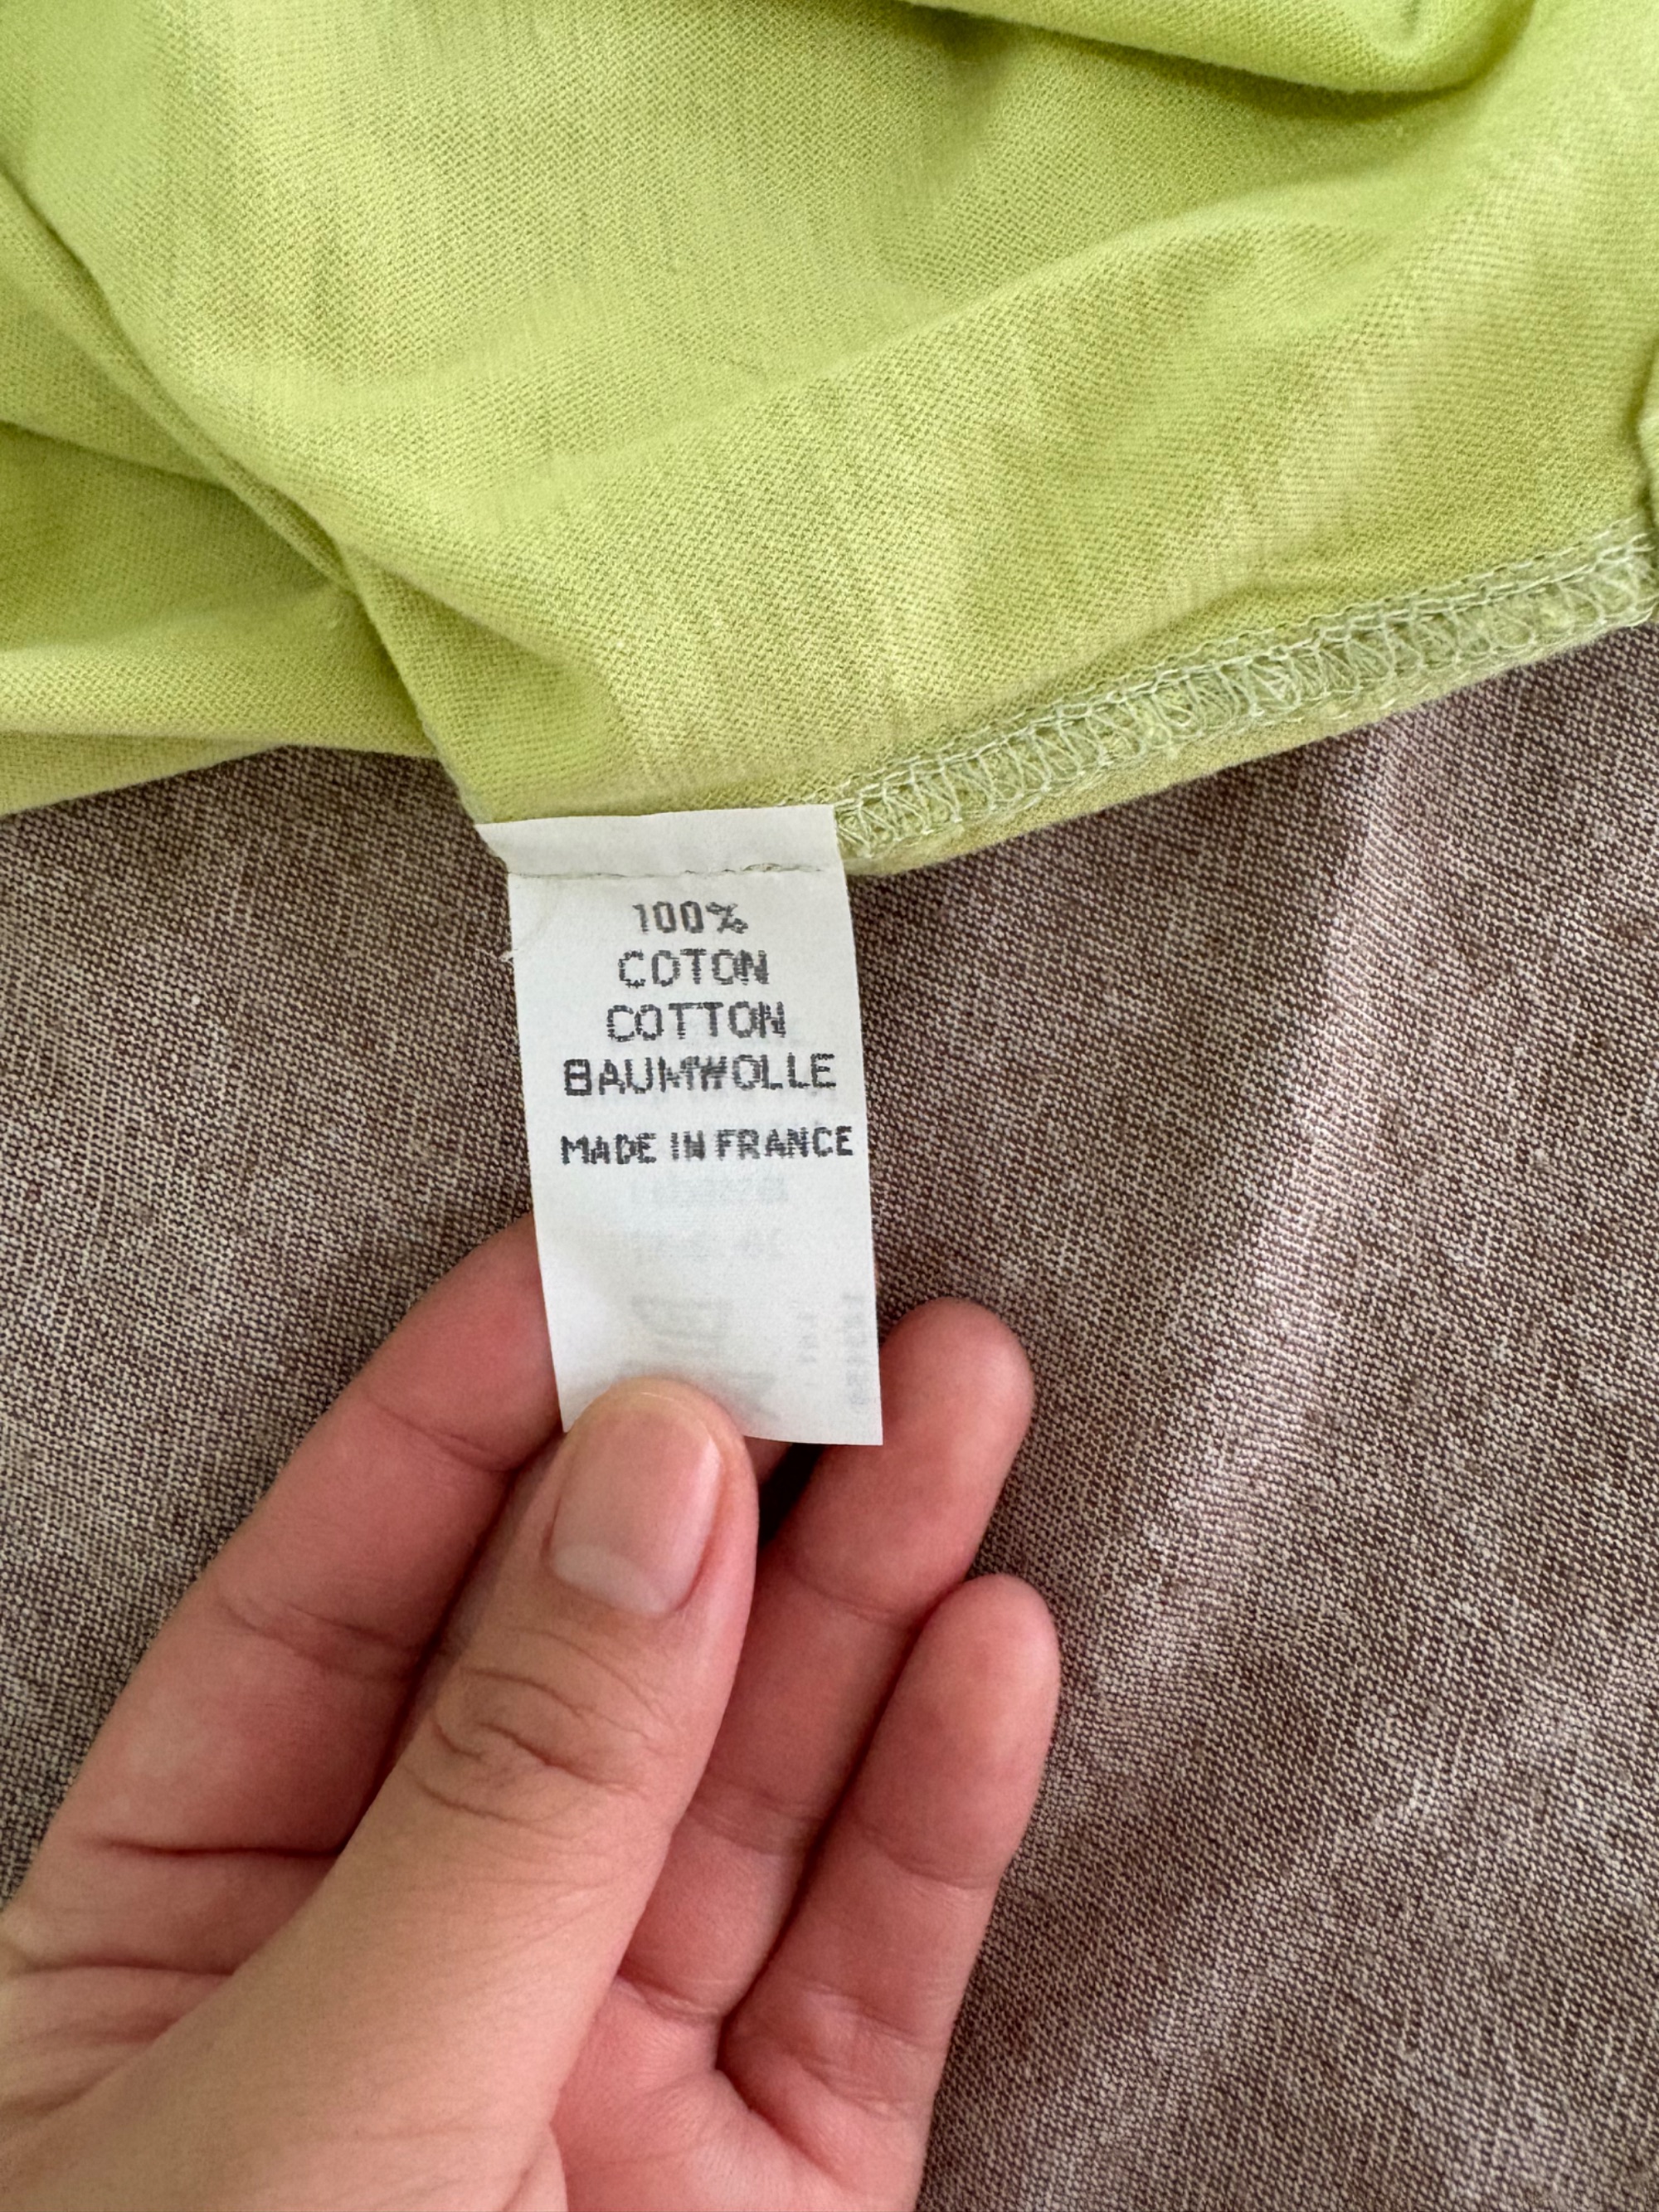 100%
COTON
COTTON
BAUMWOLLE
MADE IN FRANCE